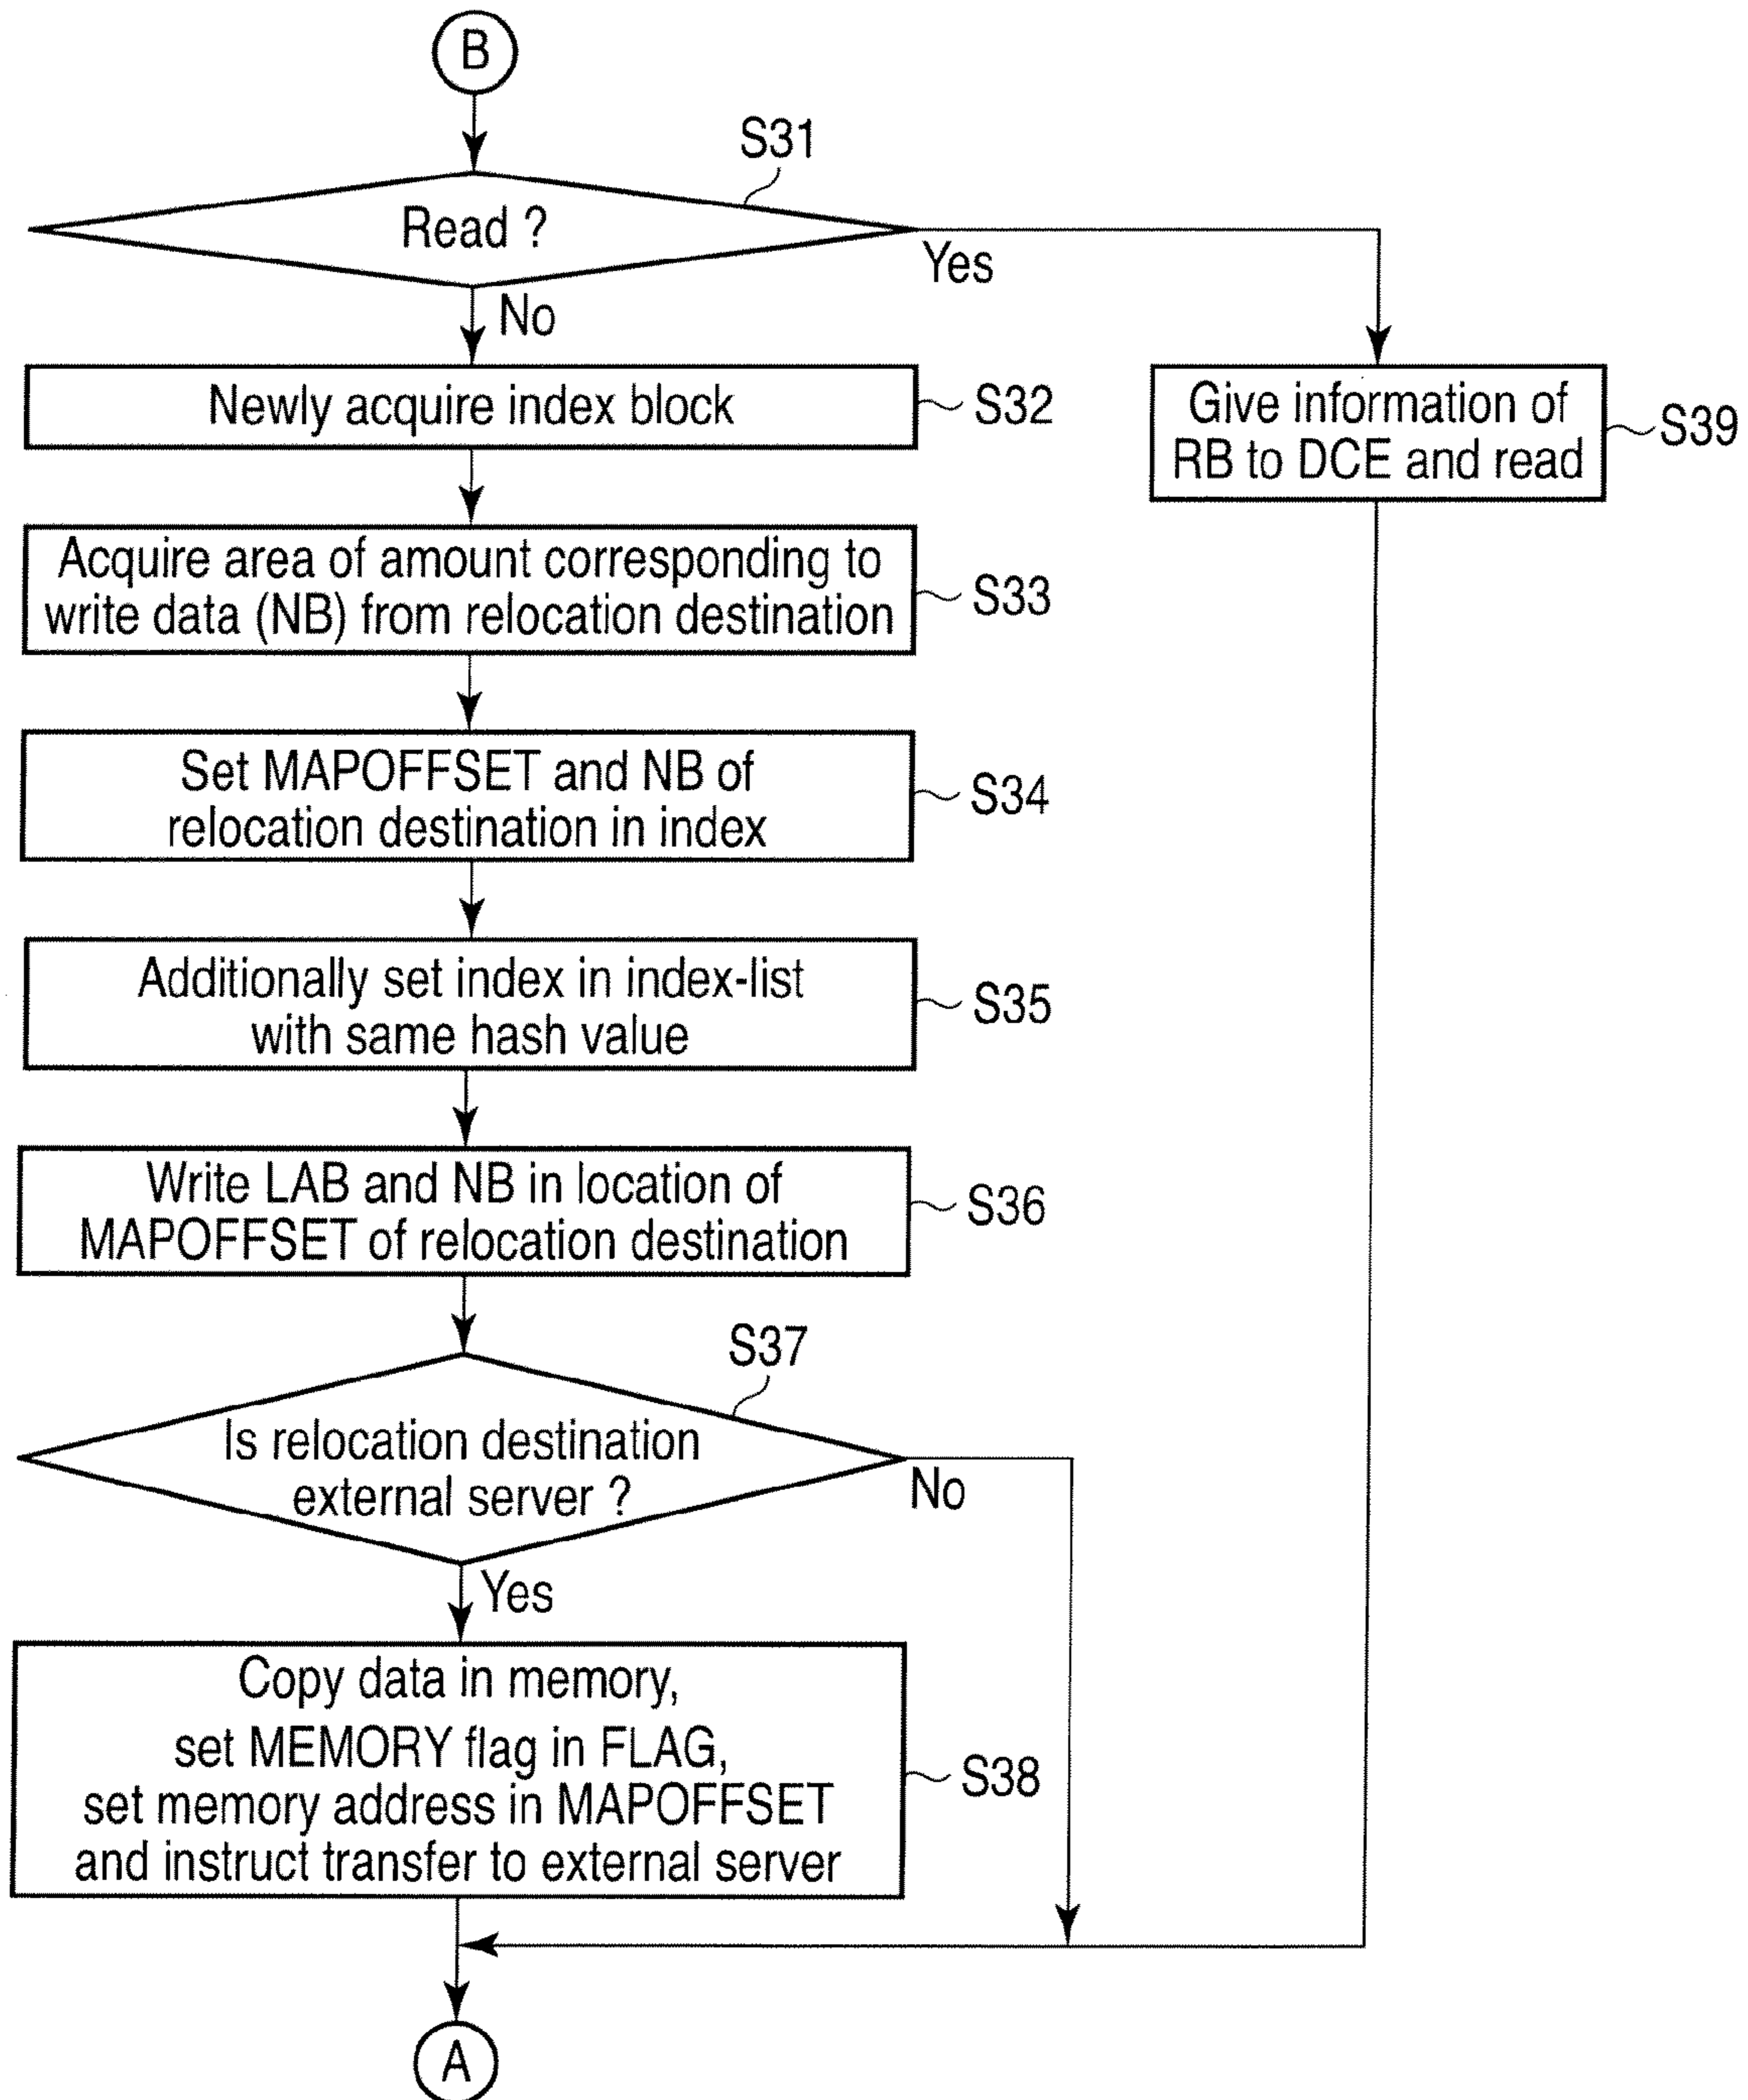 B
S31
Read ?
Yes
No
Newly acquire index block
S32
Give information of
RB to DCE and read
S39
Acquire area of amount corresponding to
write data (NB) from relocation destination
S33
Set MAPOFFSET and NB of
relocation destination in index
S34
Additionally set index in index-list
with same hash value
S35
Write LAB and NB in location of
MAPOFFSET of relocation destination
S36
S37
Is relocation destination
external server ?
No
Yes
Copy data in memory,
set MEMORY flag in FLAG,
set memory address in MAPOFFSET
and instruct transfer to external server
S38
A